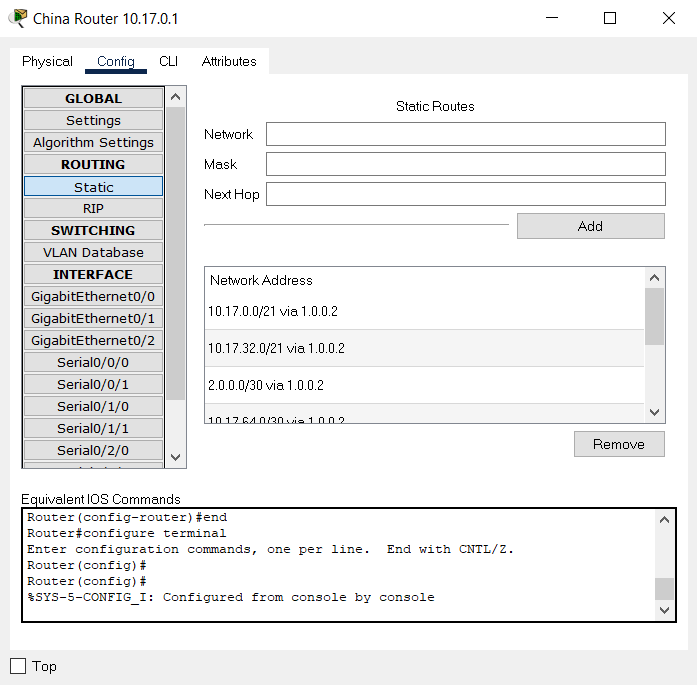 China Router 10.17.0.1
Physical Config CLI Attributes
GLOBAL
Settings
Algorithm Settings
ROUTING
Static
RIP
SWITCHING
VLAN Database
INTERFACE
GigabitEthernet0/0
GigabitEthernet0/1
GigabitEthernet0/2
Serial0/0/0
Serial0/0/1
Serial0/1/0
Serial0/1/1
Serial0/2/0
Static Routes
Network
Mask
Next Hop
Add
Network Address
10.17.0.0/21 via 1.0.0.2
10.17.32.0/21 via 1.0.0.2
2.0.0.0/30 via 1.0.0.2
10.17.64.0/30 via 1.0.0.2
Remove
Equivalent IOS Commands
Router(config-router)#end
Router#configure terminal
Enter configuration commands, one per line.  End with CNTL/Z.
Router(config)#
Router(config)#
%SYS-5-CONFIG_I: Configured from console by console
Top